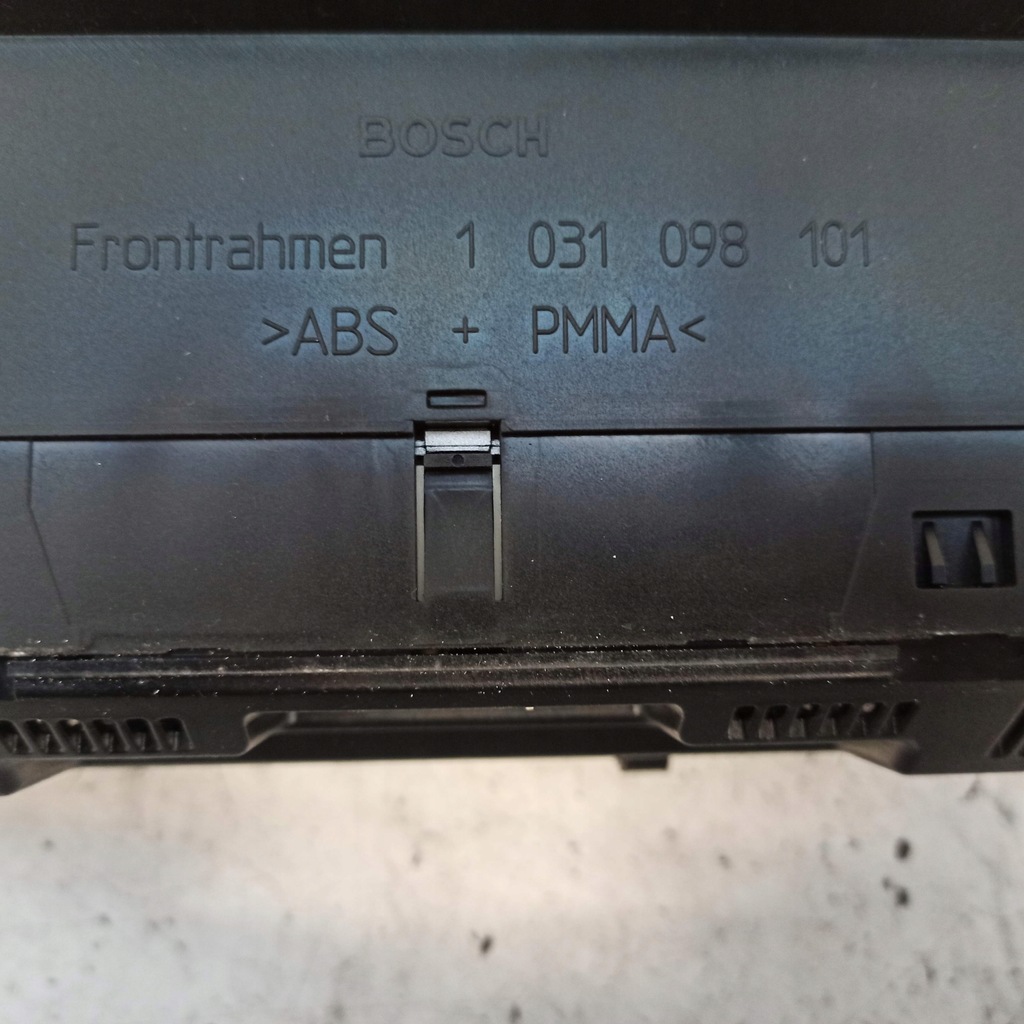 BOSCH
Frontrahmen 1 031 098 101
>ABS + PMMA<